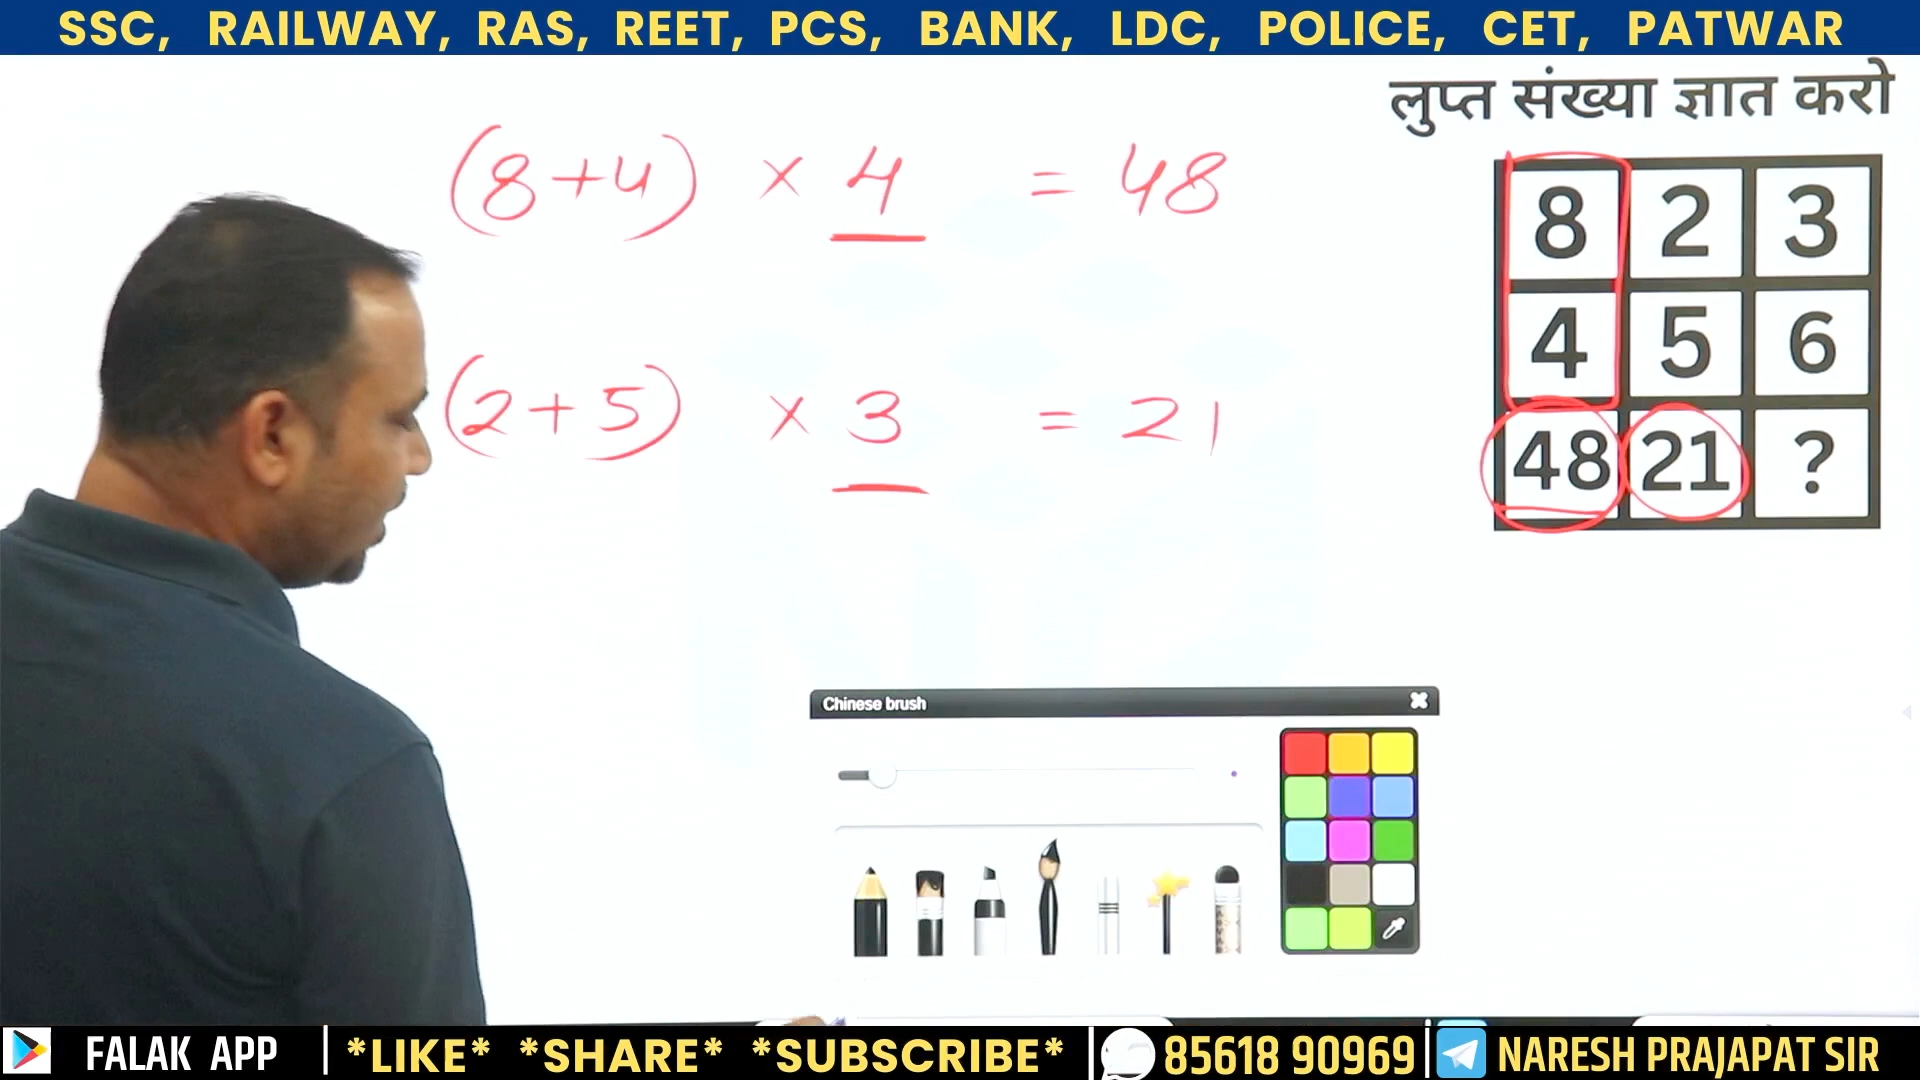 SSC, RAILWAY, RAS, REET, PCS, BANK, LDC, POLICE, CET, PATWAR
लुप्त संख्या ज्ञात करो
(8+4) × 4 = 48
(2+5) × 3 = 21
8 2 3
4 5 6
48 21 ?
Chinese brush
FALAK APP
*LIKE* *SHARE* *SUBSCRIBE*
85618 90969
NARESH PRAJAPAT SIR